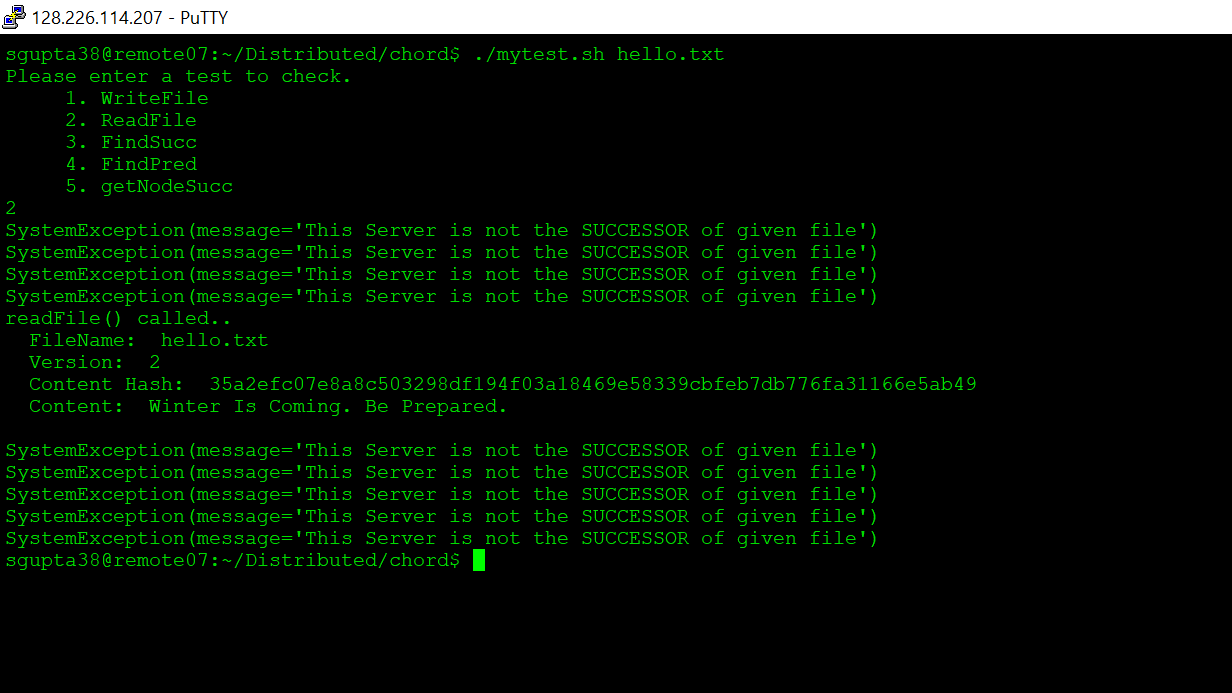 128.226.114.207 - PuTTY
sgupta38@remote07:~/Distributed/chord$ ./mytest.sh hello.txt
Please enter a test to check.
1. WriteFile
2. ReadFile
3. FindSucc
4. FindPred
5. getNodeSucc
2
SystemException(message='This Server is not the SUCCESSOR of given file')
SystemException(message='This Server is not the SUCCESSOR of given file')
SystemException(message='This Server is not the SUCCESSOR of given file')
SystemException(message='This Server is not the SUCCESSOR of given file')
readFile() called..
FileName:  hello.txt
Version:  2
Content Hash:  35a2efc07e8a8c503298df194f03a18469e58339cbfeb7db776fa31166e5ab49
Content:  Winter Is Coming. Be Prepared.
SystemException(message='This Server is not the SUCCESSOR of given file')
SystemException(message='This Server is not the SUCCESSOR of given file')
SystemException(message='This Server is not the SUCCESSOR of given file')
SystemException(message='This Server is not the SUCCESSOR of given file')
SystemException(message='This Server is not the SUCCESSOR of given file')
sgupta38@remote07:~/Distributed/chord$